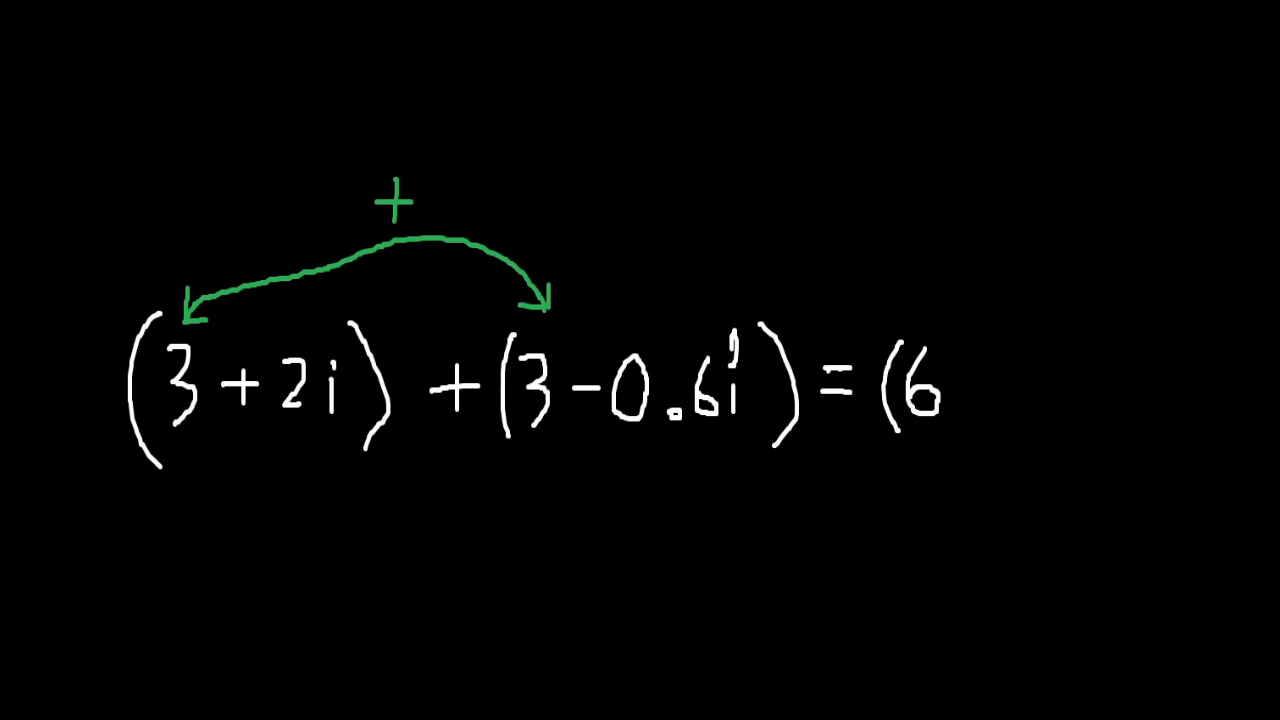 +
(3+2i) + (3-0.6i) = (6